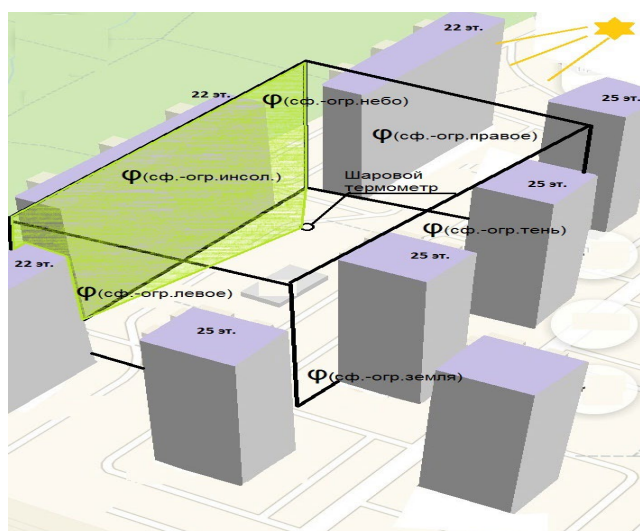 22 эт.
22 эт.
φ(сф.-огр.небо)
25 эт.
φ(сф.-огр.правое)
φ(сф.-огр.инсол.)
Шаровой
термометр
25 эт.
φ(сф.-огр.тень)
22 эт.
25 эт.
φ(сф.-огр.левое)
25 эт.
φ(сф.-огр.земля)